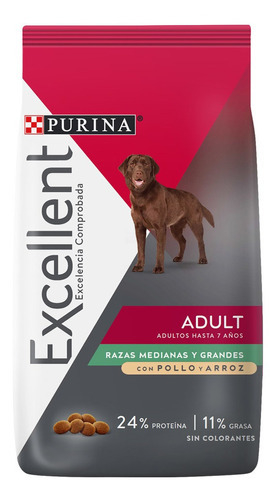 PURINA
Excellent
Excelencia Comprobada
ADULT
ADULTOS HASTA 7 AÑOS
RAZAS MEDIANAS Y GRANDES
CON POLLO Y ARROZ
24% PROTEÍNA | 11% GRASA
SIN COLORANTES